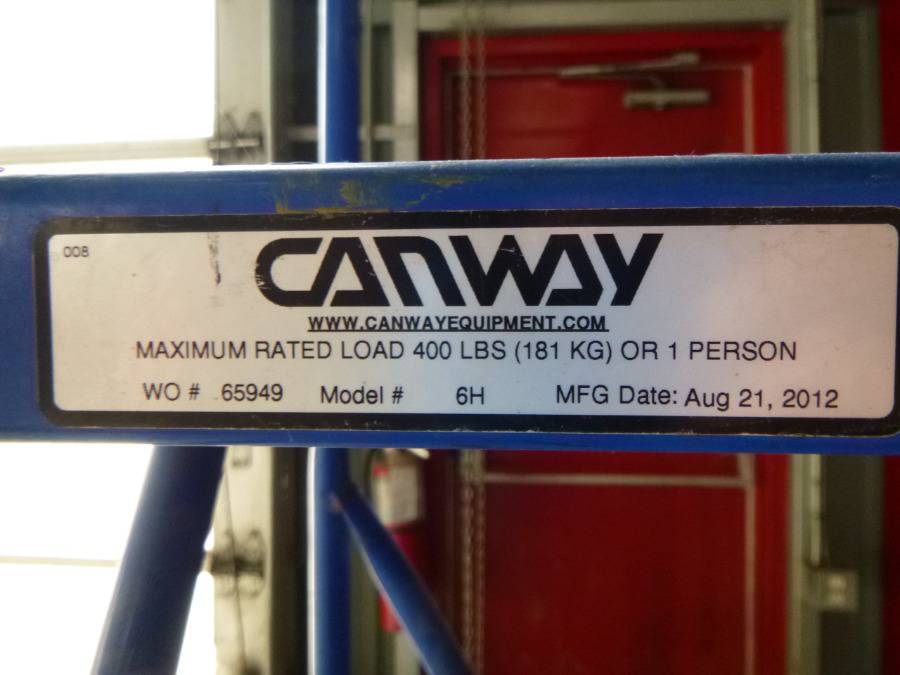 008
CANWAY
WWW.CANWAYEQUIPMENT.COM
MAXIMUM RATED LOAD 400 LBS (181 KG) OR 1 PERSON
WO # 65949 Model # 6H MFG Date: Aug 21, 2012